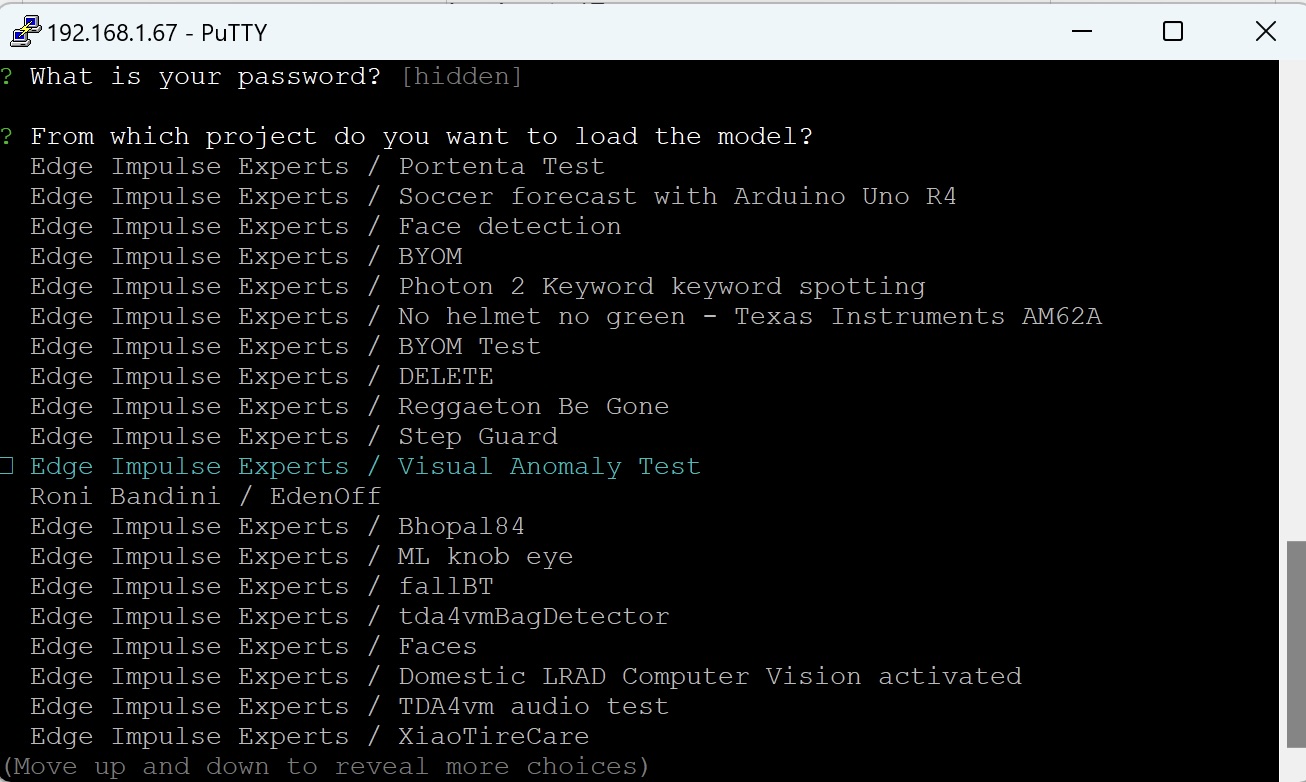 192.168.1.67 - PuTTY
? What is your password? [hidden]
? From which project do you want to load the model?
Edge Impulse Experts / Portenta Test
Edge Impulse Experts / Soccer forecast with Arduino Uno R4
Edge Impulse Experts / Face detection
Edge Impulse Experts / BYOM
Edge Impulse Experts / Photon 2 Keyword keyword spotting
Edge Impulse Experts / No helmet no green - Texas Instruments AM62A
Edge Impulse Experts / BYOM Test
Edge Impulse Experts / DELETE
Edge Impulse Experts / Reggaeton Be Gone
Edge Impulse Experts / Step Guard
Edge Impulse Experts / Visual Anomaly Test
Roni Bandini / EdenOff
Edge Impulse Experts / Bhopal84
Edge Impulse Experts / ML knob eye
Edge Impulse Experts / fallBT
Edge Impulse Experts / tda4vmBagDetector
Edge Impulse Experts / Faces
Edge Impulse Experts / Domestic LRAD Computer Vision activated
Edge Impulse Experts / TDA4vm audio test
Edge Impulse Experts / XiaoTireCare
(Move up and down to reveal more choices)